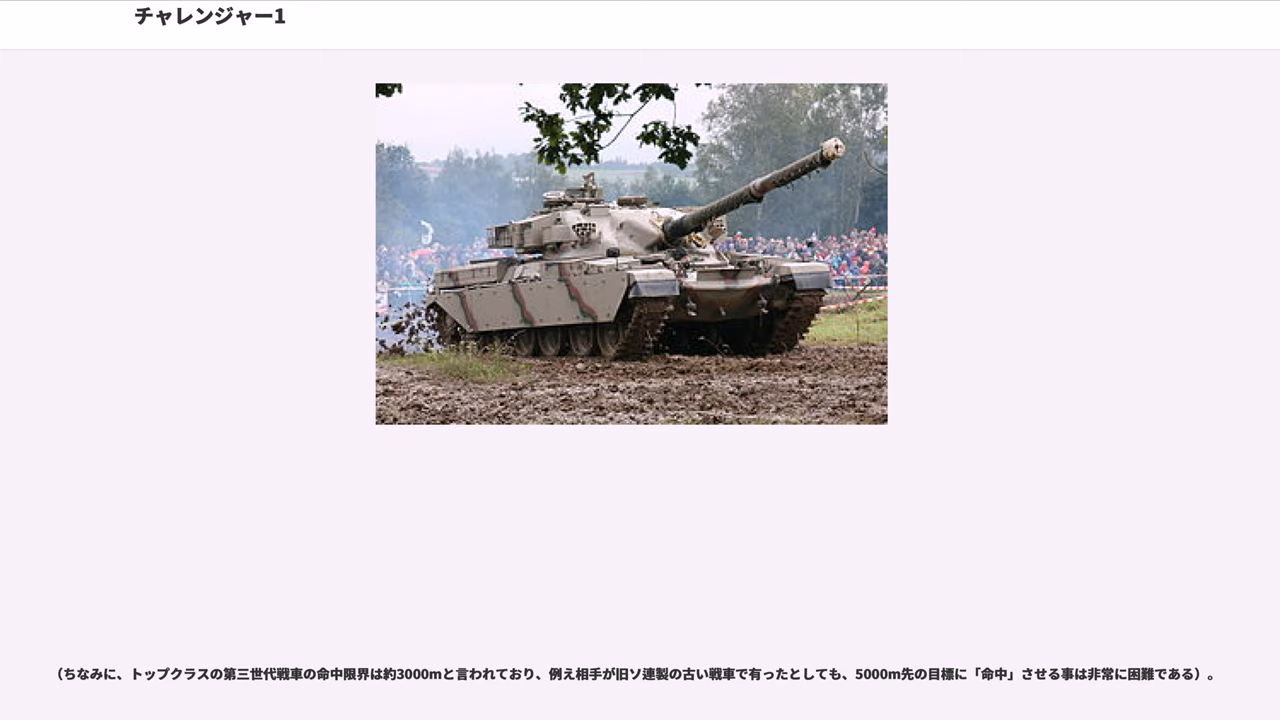 チャレンジャー1
（ちなみに、トップクラスの第三世代戦車の命中限界は約3000mと言われており、例え相手が旧ソ連製の古い戦車で有ったとしても、5000m先の目標に「命中」させる事は非常に困難である）。